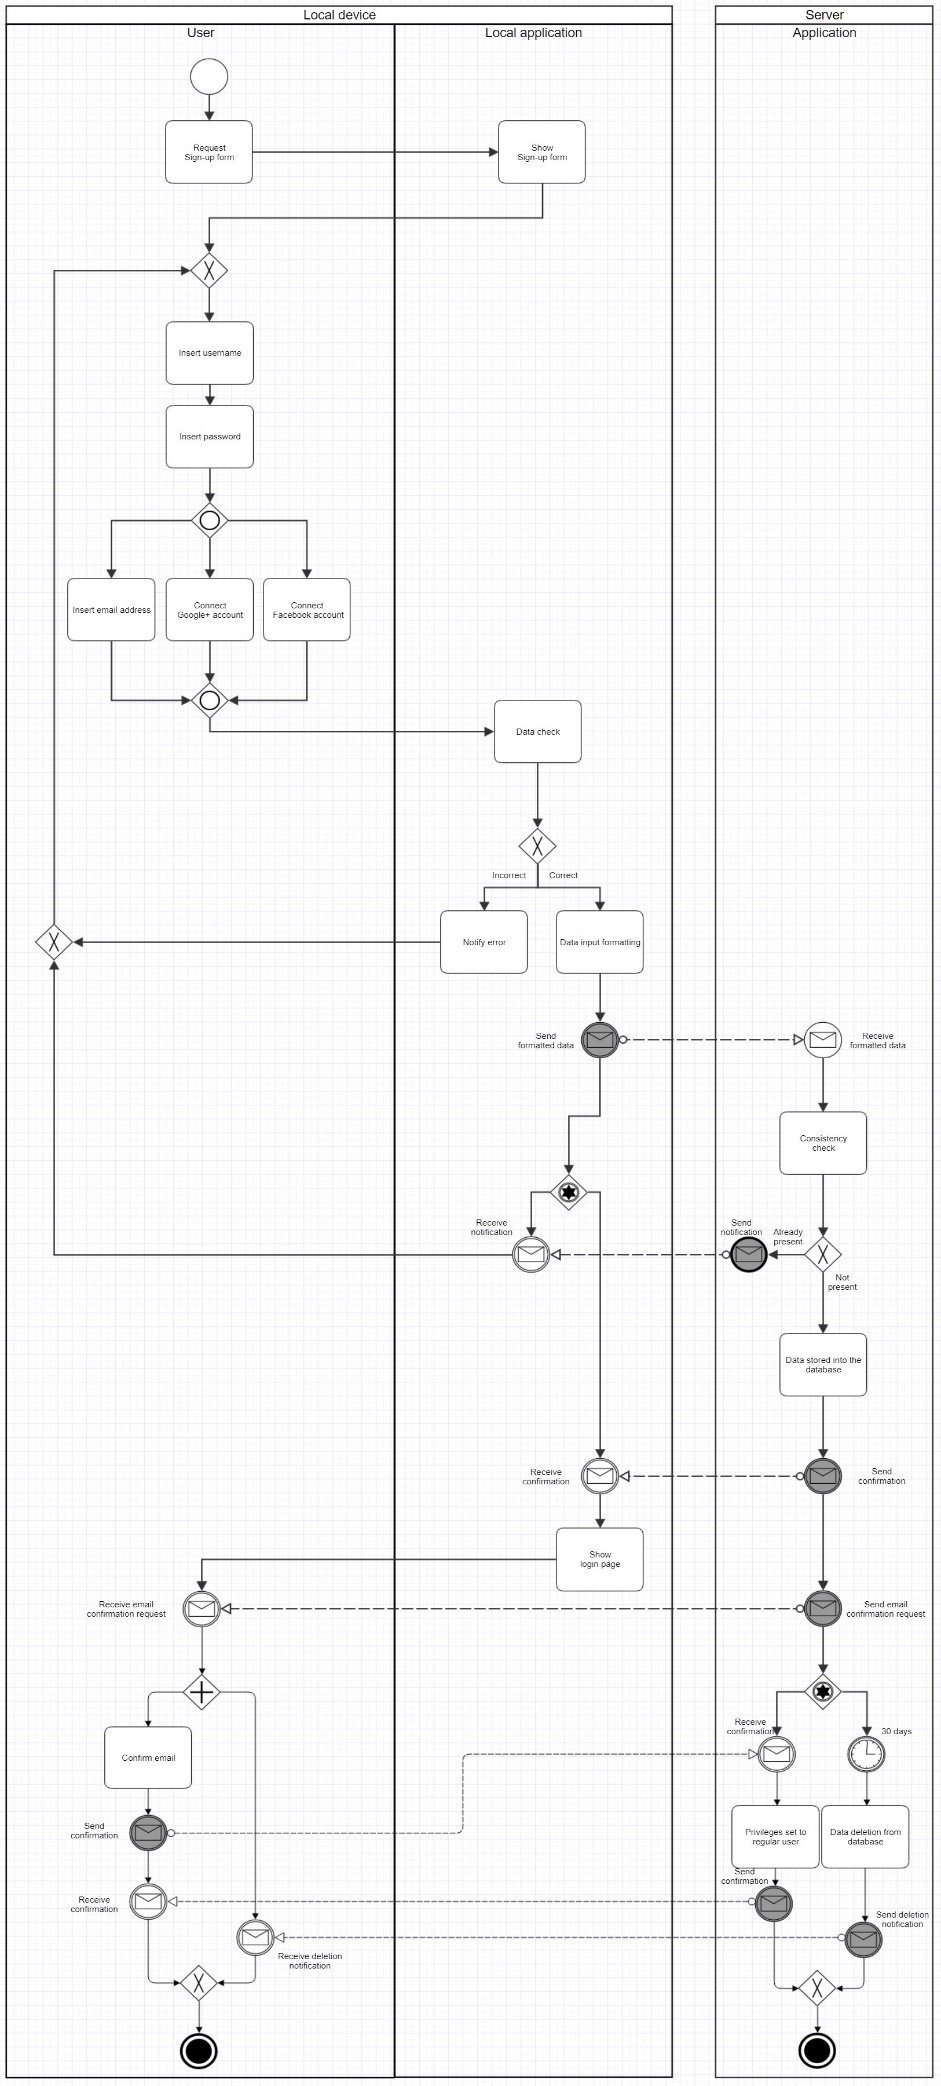 Local device
Server
User
Local application
Application
Request
Sign-up form
Show
Sign-up form
Insert username
Insert password
Insert email address
Connect
Google+ account
Connect
Facebook account
Data check
Incorrect
Correct
Notify error
Data input formatting
Send
formatted data
Receive
formatted data
Consistency
check
Receive
notification
Send
notification
Already
present
Not
present
Data stored into the
database
Receive
confirmation
Send
confirmation
Show
login page
Receive email
confirmation request
Send email
confirmation request
Receive
confirmation
30 days
Confirm email
Send
confirmation
Privileges set to
regular user
Data deletion from
database
Send
confirmation
Receive
confirmation
Send deletion
notification
Receive deletion
notification